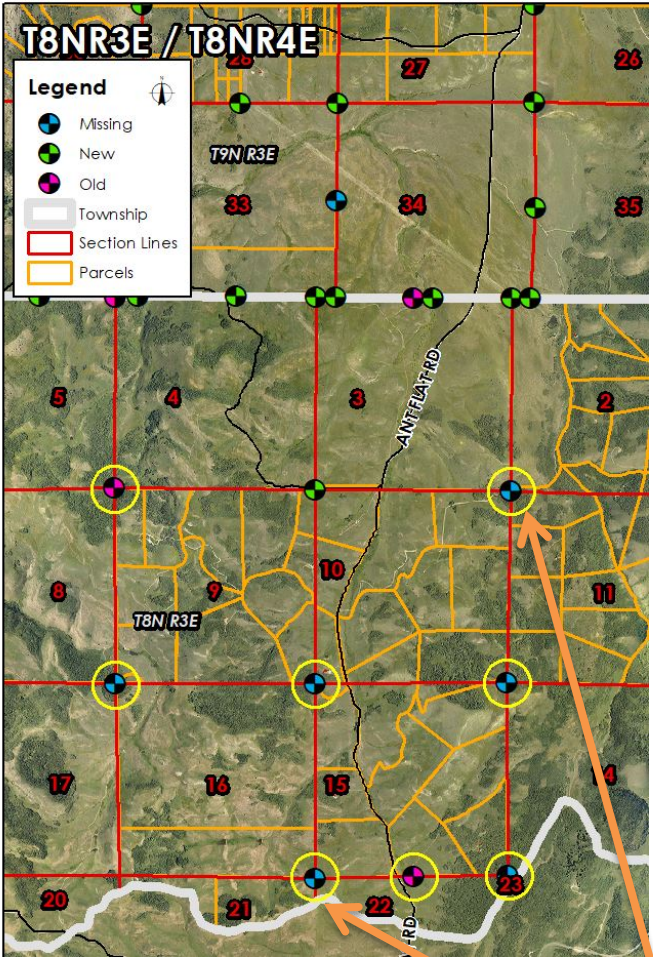 T8NR3E / T8NR4E
28
27
26
Legend
Missing
New
Old
Township
Section Lines
Parcels
T9N R3E
33
34
35
5
4
3
2
ANT FLAT RD
10
8
9
11
T8N R3E
17
16
15
20
21
22
23
RD